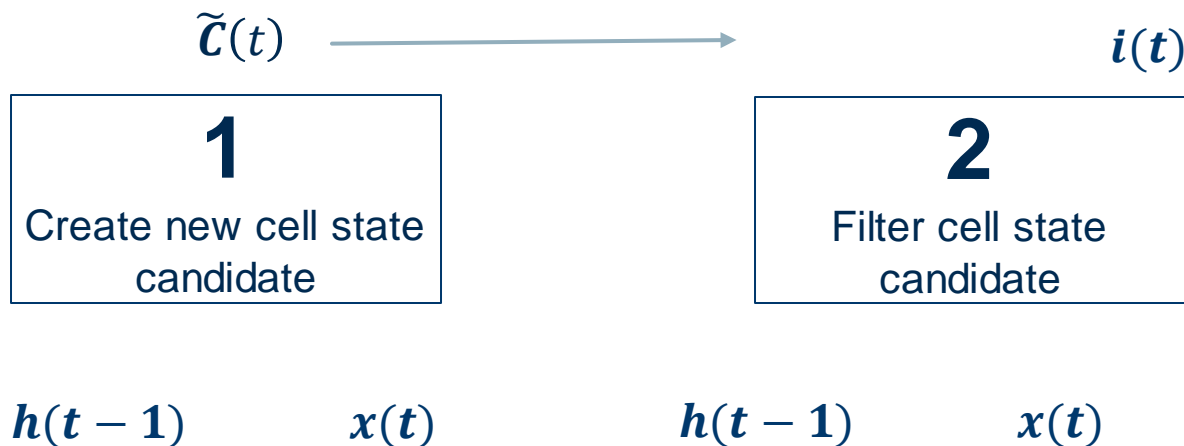 C̃(t)
i(t)
1
Create new cell state
candidate
2
Filter cell state
candidate
h(t − 1)
x(t)
h(t − 1)
x(t)